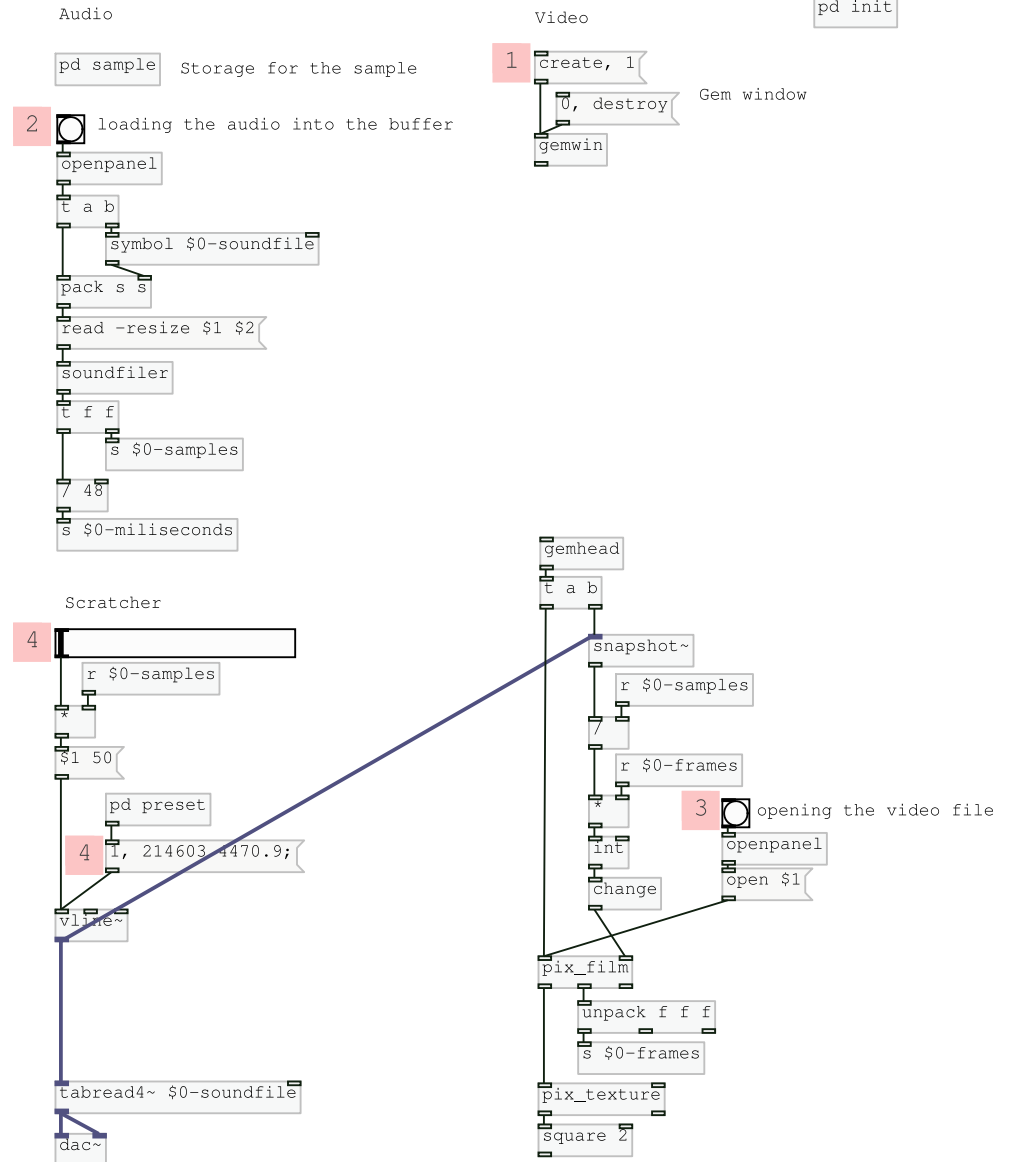 Audio
pd sample
Storage for the sample
2
loading the audio into the buffer
openpanel
t a b
symbol $0-soundfile
pack s s
read -resize $1 $2
soundfiler
t f f
s $0-samples
/ 48
s $0-miliseconds
Scratcher
4
r $0-samples
*
$1 50
pd preset
4
1, 214603 4470.9;
vline~
tabread4~ $0-soundfile
dac~
pd init
Video
1
create, 1
0, destroy
Gem window
gemwin
gemhead
t a b
snapshot~
r $0-samples
/
r $0-frames
*
int
change
3
opening the video file
openpanel
open $1
pix_film
unpack f f f
s $0-frames
pix_texture
square 2